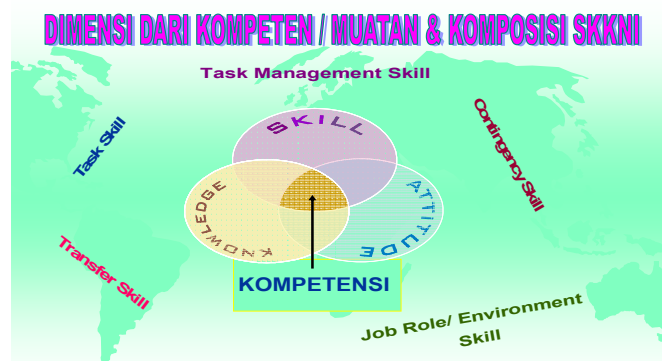 DIMENSI DARI KOMPETEN / MUATAN & KOMPOSISI SKKNI
Task Management Skill
Task Skill
Contingency Skill
SKILL
KNOWLEDGE
ATTITUDE
Transfer Skill
KOMPETENSI
Job Role/ Environment
Skill